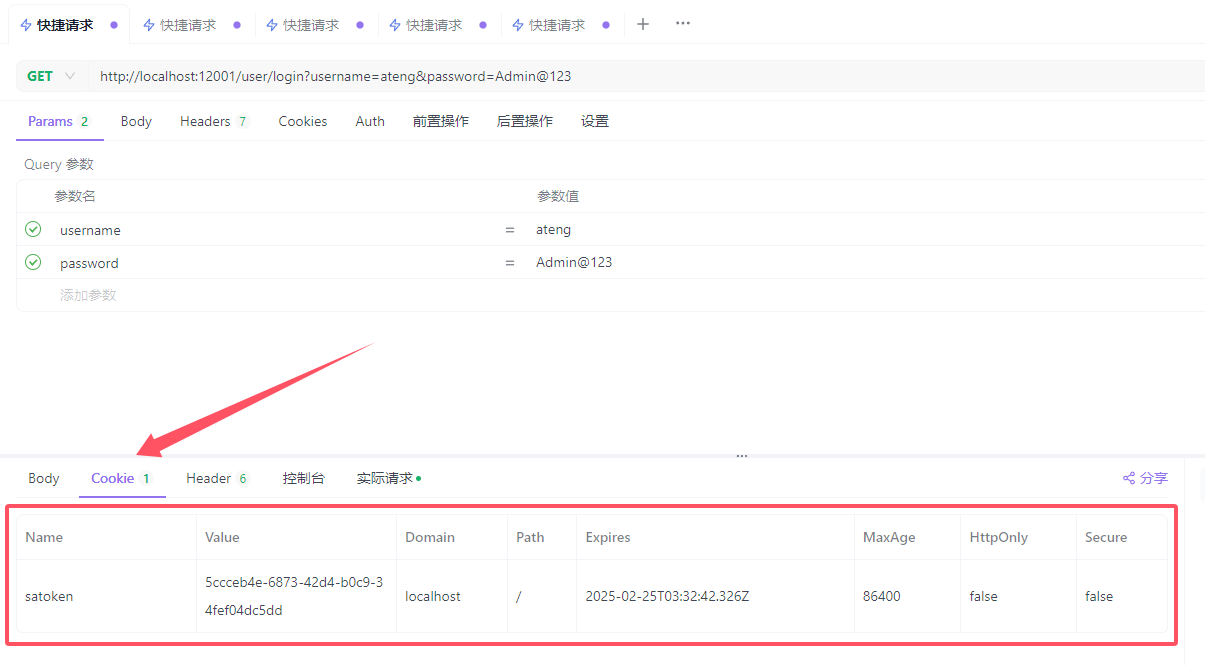 快捷请求 快捷请求 快捷请求 快捷请求 快捷请求
GET http://localhost:12001/user/login?username=ateng&password=Admin@123
Params 2 Body Headers 7 Cookies Auth 前置操作 后置操作 设置
Query 参数
参数名 参数值
username = ateng
password = Admin@123
添加参数
Body Cookie 1 Header 6 控制台 实际请求 分享
Name Value Domain Path Expires MaxAge HttpOnly Secure
satoken 5ccceb4e-6873-42d4-b0c9-3 localhost / 2025-02-25T03:32:42.326Z 86400 false false
4fef04dc5dd